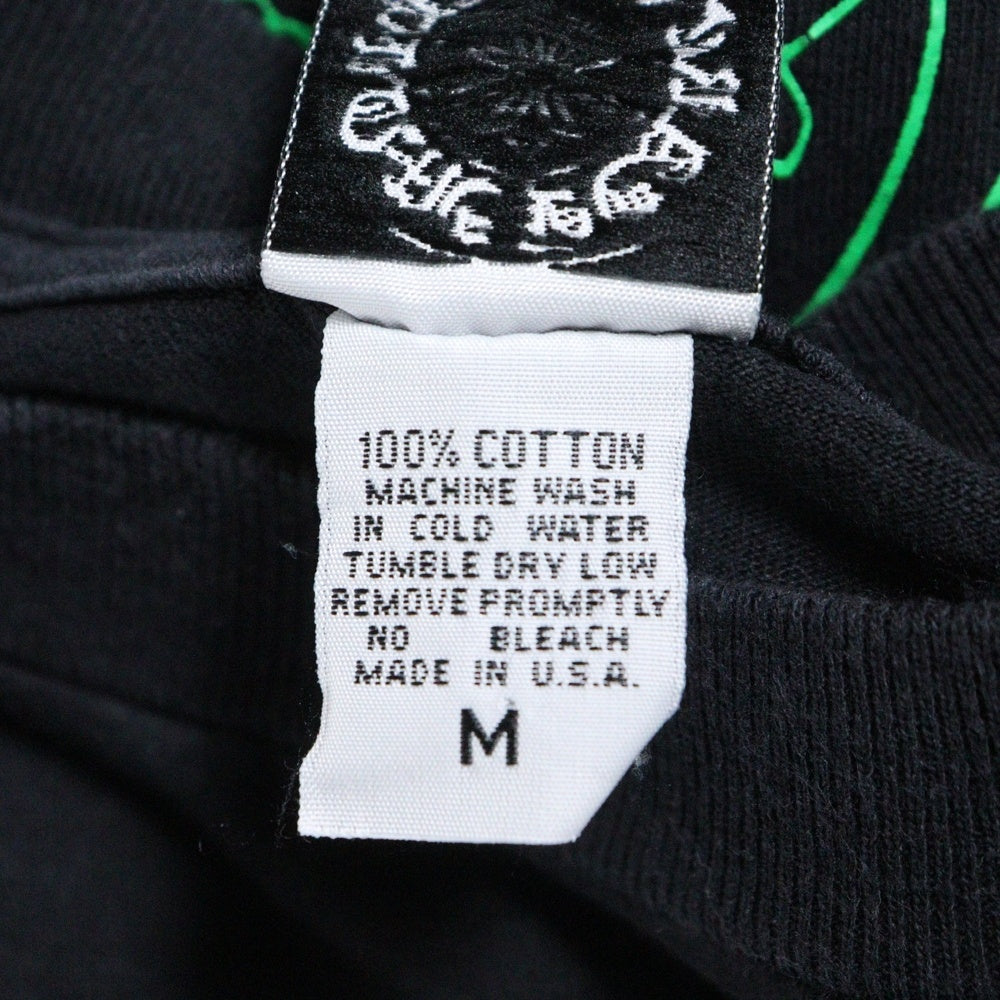 100% COTTON
MACHINE WASH
IN COLD WATER
TUMBLE DRY LOW
REMOVE PROMPTLY
NO BLEACH
MADE IN U.S.A.
M